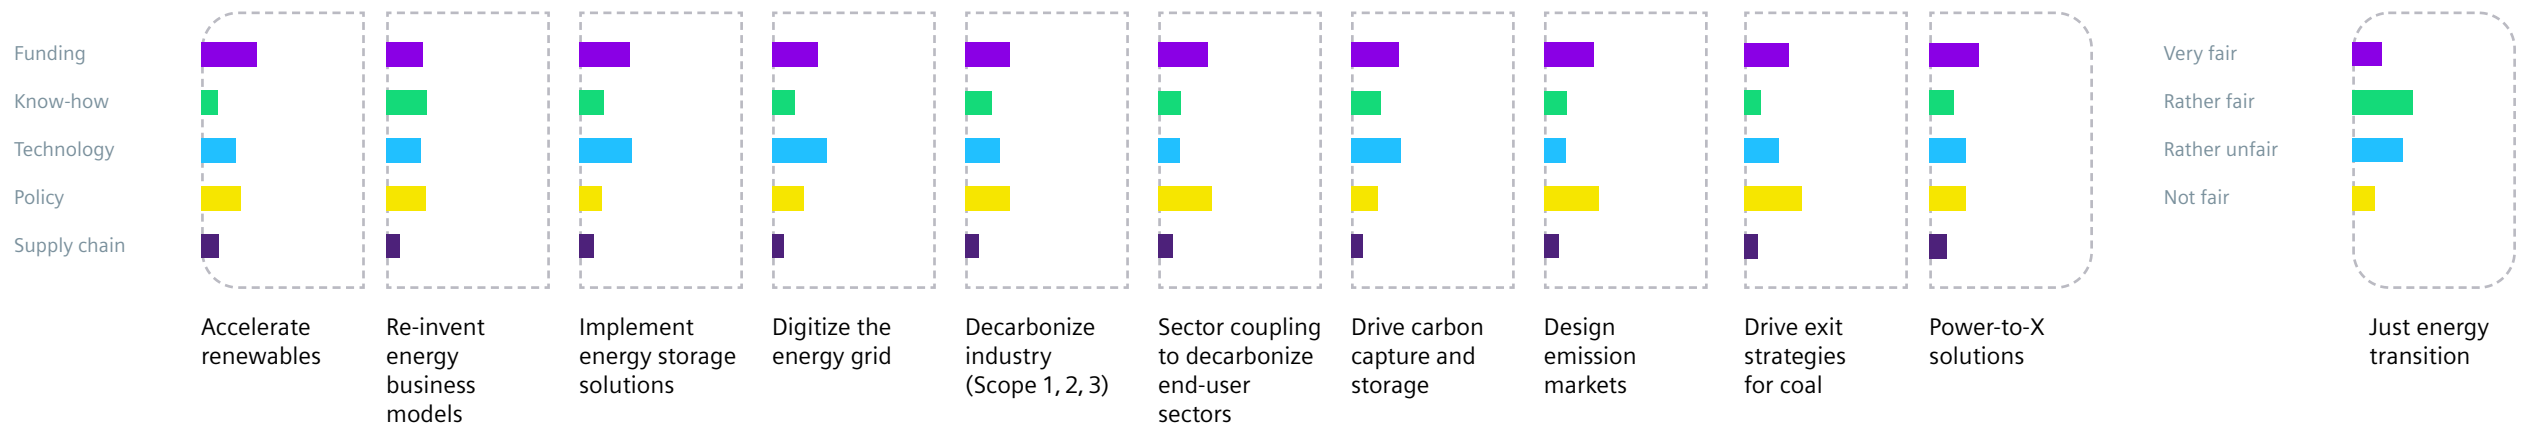 Funding
Know-how
Technology
Policy
Supply chain
Accelerate
renewables
Re-invent
energy
business
models
Implement
energy storage
solutions
Digitize the
energy grid
Decarbonize
industry
(Scope 1, 2, 3)
Sector coupling
to decarbonize
end-user
sectors
Drive carbon
capture and
storage
Design
emission
markets
Drive exit
strategies
for coal
Power-to-X
solutions
Very fair
Rather fair
Rather unfair
Not fair
Just energy
transition